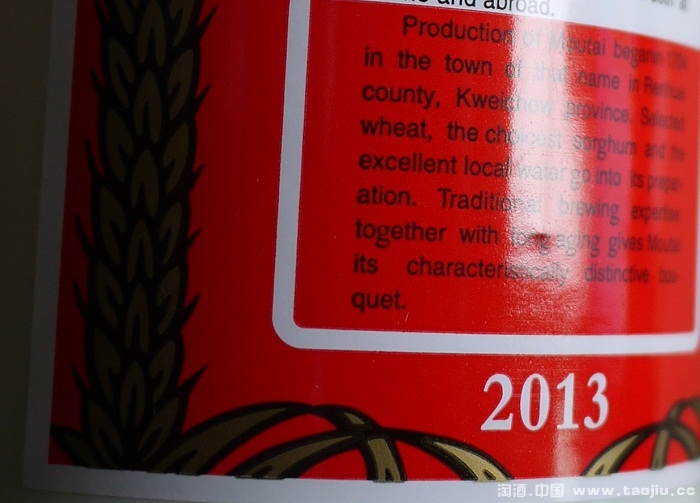 and abroad.
Production of Moutai began in 1704
in the town of that name in Renhuai
county, Kweichow province. Selected
wheat, the choicest sorghum and the
excellent local water go into its prepar-
ation. Traditional brewing expertise
together with long aging gives Moutai
its characteristically distinctive bou-
quet.
2013
淘酒.中国 www.taojiu.cc